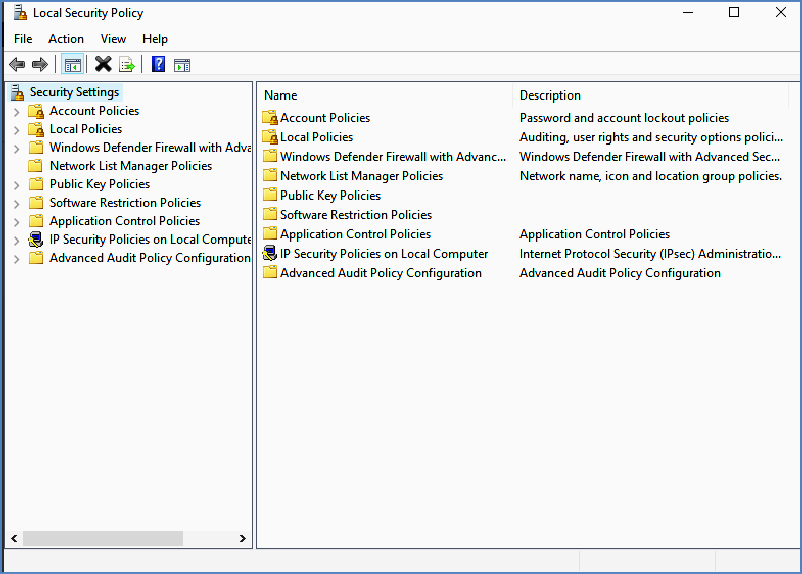 Local Security Policy
File Action View Help
Security Settings
Account Policies
Local Policies
Windows Defender Firewall with Adva
Network List Manager Policies
Public Key Policies
Software Restriction Policies
Application Control Policies
IP Security Policies on Local Compute
Advanced Audit Policy Configuration
Name Description
Account Policies Password and account lockout policies
Local Policies Auditing, user rights and security options polici...
Windows Defender Firewall with Advanc... Windows Defender Firewall with Advanced Sec...
Network List Manager Policies Network name, icon and location group policies.
Public Key Policies
Software Restriction Policies
Application Control Policies Application Control Policies
IP Security Policies on Local Computer Internet Protocol Security (IPsec) Administratio...
Advanced Audit Policy Configuration Advanced Audit Policy Configuration